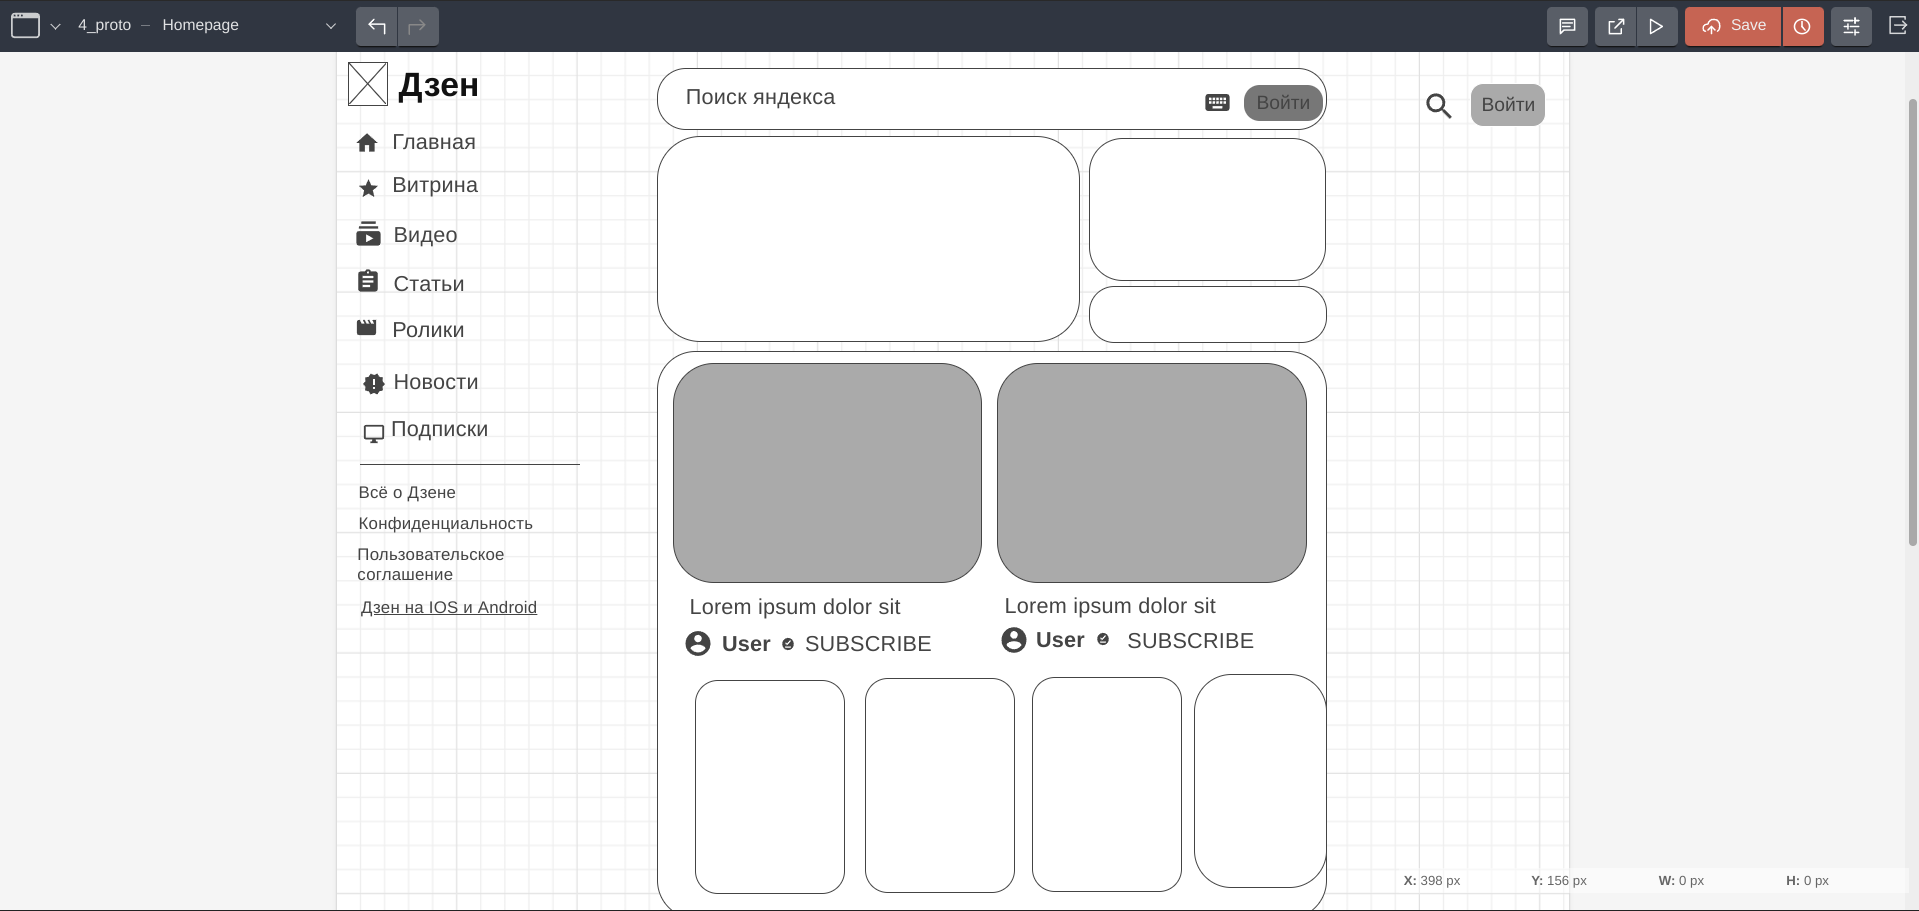 4_proto – Homepage
Save
Дзен
Поиск яндекса
Войти
Войти
Главная
Витрина
Видео
Статьи
Ролики
Новости
Подписки
Всё о Дзене
Конфиденциальность
Пользовательское
соглашение
Дзен на IOS и Android
Lorem ipsum dolor sit
User SUBSCRIBE
Lorem ipsum dolor sit
User SUBSCRIBE
X: 398 px Y: 156 px W: 0 px H: 0 px